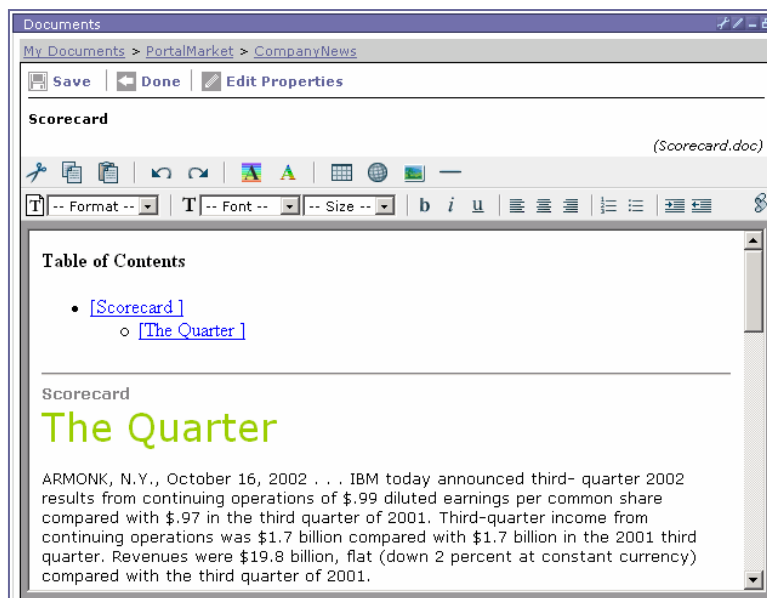 Documents
My Documents > PortalMarket > CompanyNews
Save Done Edit Properties
Scorecard
(Scorecard.doc)
A A
T -- Format -- T -- Font -- -- Size -- b i u
Table of Contents
[Scorecard ]
[The Quarter ]
Scorecard
The Quarter
ARMONK, N.Y., October 16, 2002 . . . IBM today announced third- quarter 2002
results from continuing operations of $.99 diluted earnings per common share
compared with $.97 in the third quarter of 2001. Third-quarter income from
continuing operations was $1.7 billion compared with $1.7 billion in the 2001 third
quarter. Revenues were $19.8 billion, flat (down 2 percent at constant currency)
compared with the third quarter of 2001.